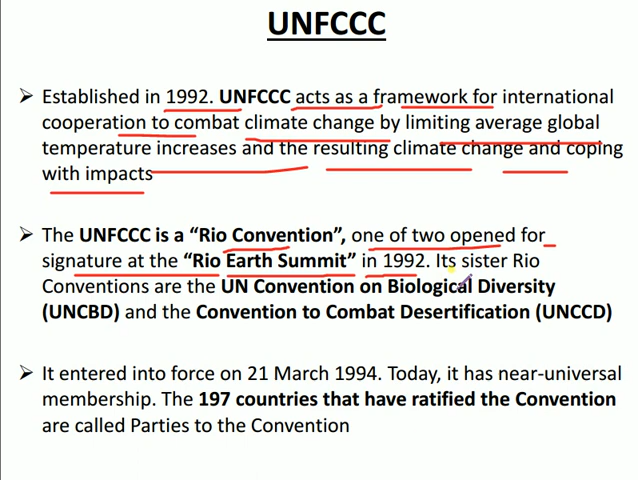 UNFCCC
➤ Established in 1992. UNFCCC acts as a framework for international
cooperation to combat climate change by limiting average global
temperature increases and the resulting climate change and coping
with impacts
➤ The UNFCCC is a “Rio Convention”, one of two opened for
signature at the “Rio Earth Summit” in 1992. Its sister Rio
Conventions are the UN Convention on Biological Diversity
(UNCBD) and the Convention to Combat Desertification (UNCCD)
➤ It entered into force on 21 March 1994. Today, it has near-universal
membership. The 197 countries that have ratified the Convention
are called Parties to the Convention